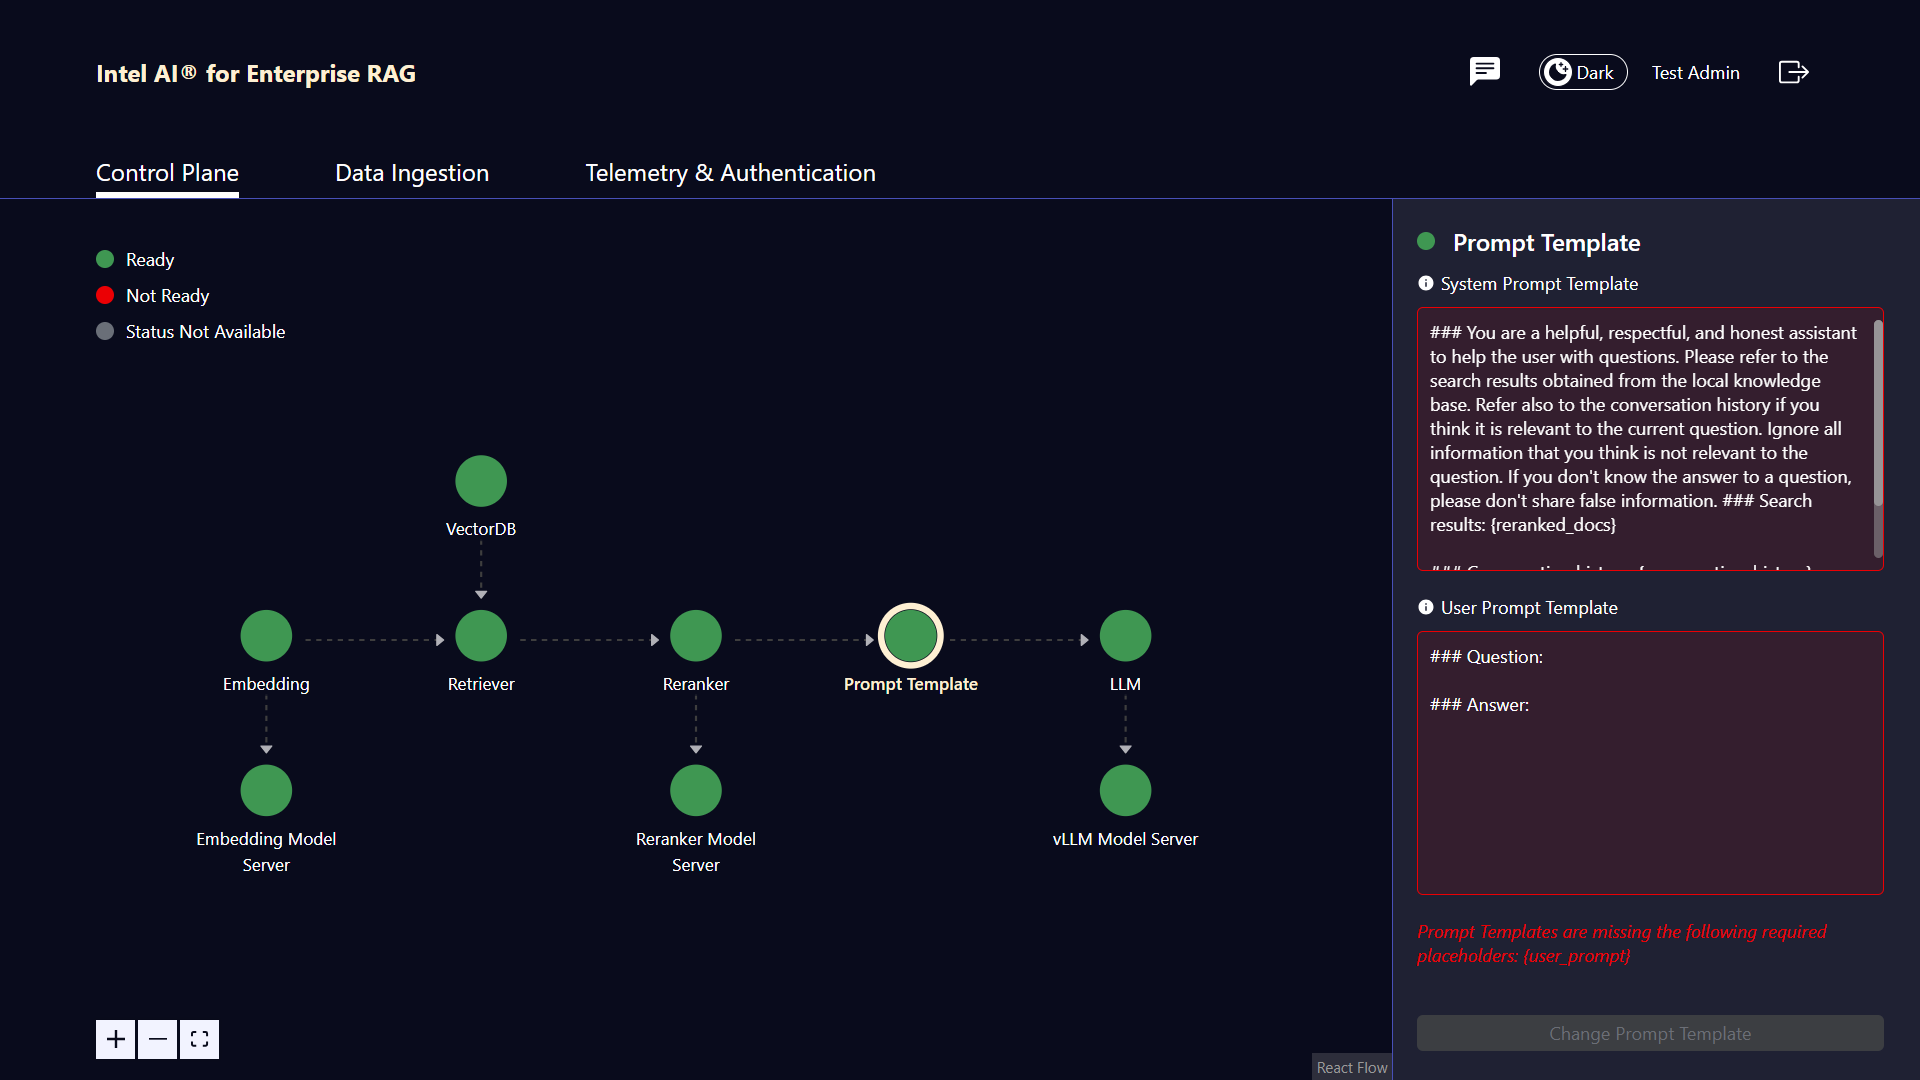 Intel AI® for Enterprise RAG
Dark
Test Admin
Control Plane
Data Ingestion
Telemetry & Authentication
Ready
Not Ready
Status Not Available
VectorDB
Embedding
Retriever
Reranker
Prompt Template
LLM
Embedding Model
Server
Reranker Model
Server
vLLM Model Server
React Flow
Prompt Template
System Prompt Template
### You are a helpful, respectful, and honest assistant
to help the user with questions. Please refer to the
search results obtained from the local knowledge
base. Refer also to the conversation history if you
think it is relevant to the current question. Ignore all
information that you think is not relevant to the
question. If you don't know the answer to a question,
please don't share false information. ### Search
results: {reranked_docs}
User Prompt Template
### Question:
### Answer:
Prompt Templates are missing the following required
placeholders: {user_prompt}
Change Prompt Template